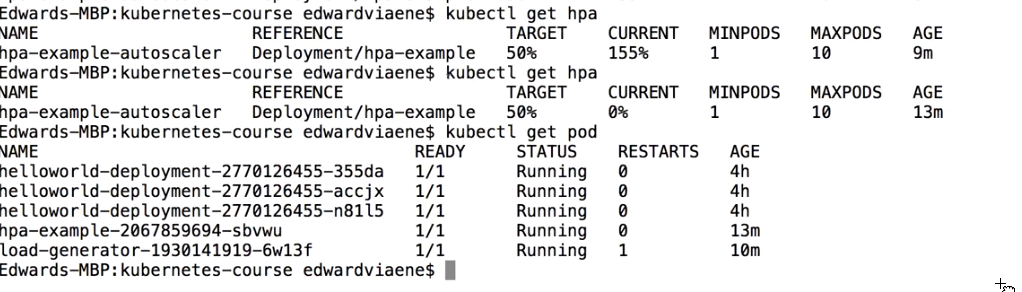 Edwards-MBP:kubernetes-course edwardviaene$ kubectl get hpa
NAME REFERENCE TARGET CURRENT MINPODS MAXPODS AGE
hpa-example-autoscaler Deployment/hpa-example 50% 155% 1 10 9m
Edwards-MBP:kubernetes-course edwardviaene$ kubectl get hpa
NAME REFERENCE TARGET CURRENT MINPODS MAXPODS AGE
hpa-example-autoscaler Deployment/hpa-example 50% 0% 1 10 13m
Edwards-MBP:kubernetes-course edwardviaene$ kubectl get pod
NAME READY STATUS RESTARTS AGE
helloworld-deployment-2770126455-355da 1/1 Running 0 4h
helloworld-deployment-2770126455-accjx 1/1 Running 0 4h
helloworld-deployment-2770126455-n81l5 1/1 Running 0 4h
hpa-example-2067859694-sbvwu 1/1 Running 0 13m
load-generator-1930141919-6w13f 1/1 Running 1 10m
Edwards-MBP:kubernetes-course edwardviaene$